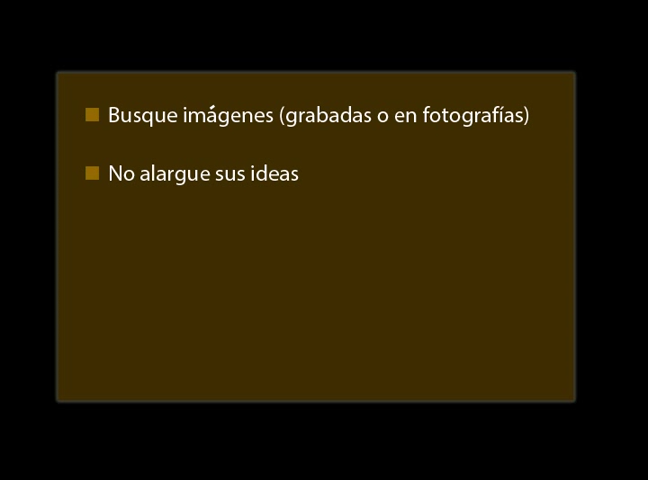 Busque imágenes (grabadas o en fotografías)
No alargue sus ideas